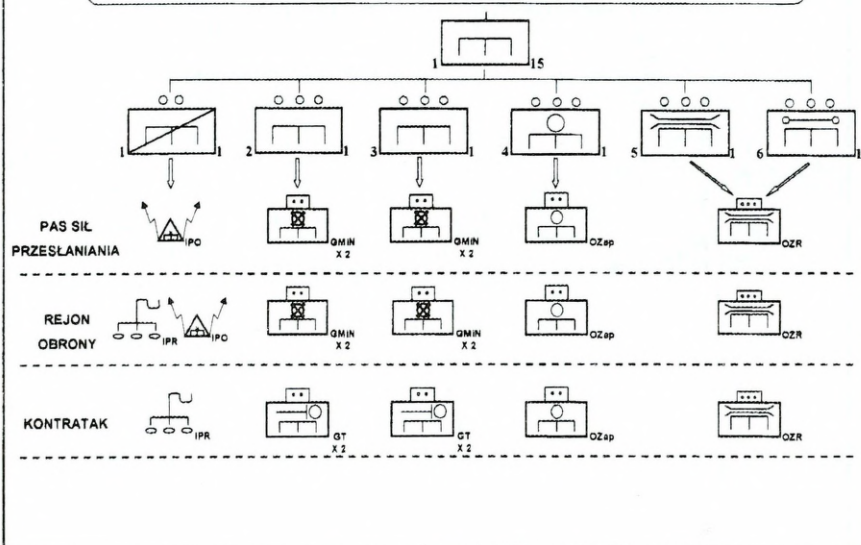 1 15
1 1 2 1 3 1 4 1 5 1 6 1
PAS SIŁ
PRZESŁANIANIA
IPO
GMiN
X 2
GMiN
X 2
OZap
OZR
REJON
OBRONY
IPR
IPO
GMiN
X 2
GMiN
X 2
OZap
OZR
KONTRATAK
IPR
GT
X 2
GT
X 2
OZap
OZR